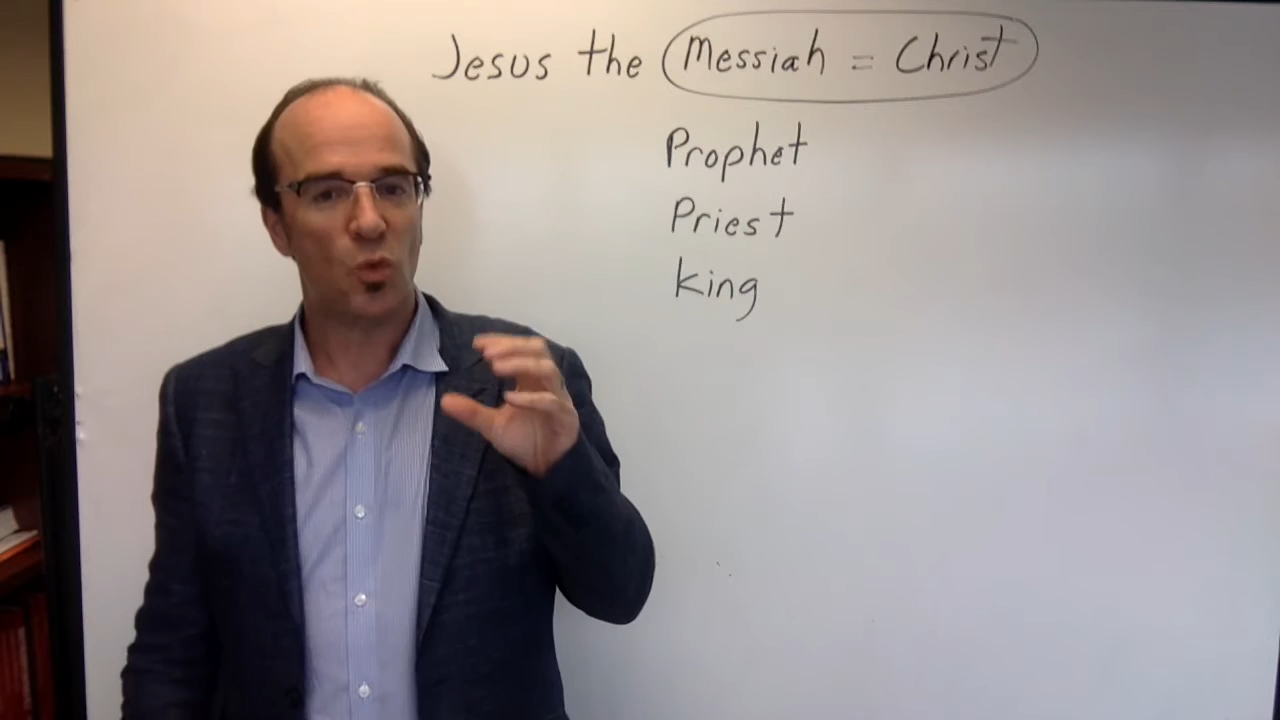 Jesus the Messiah = Christ
Prophet
Priest
King